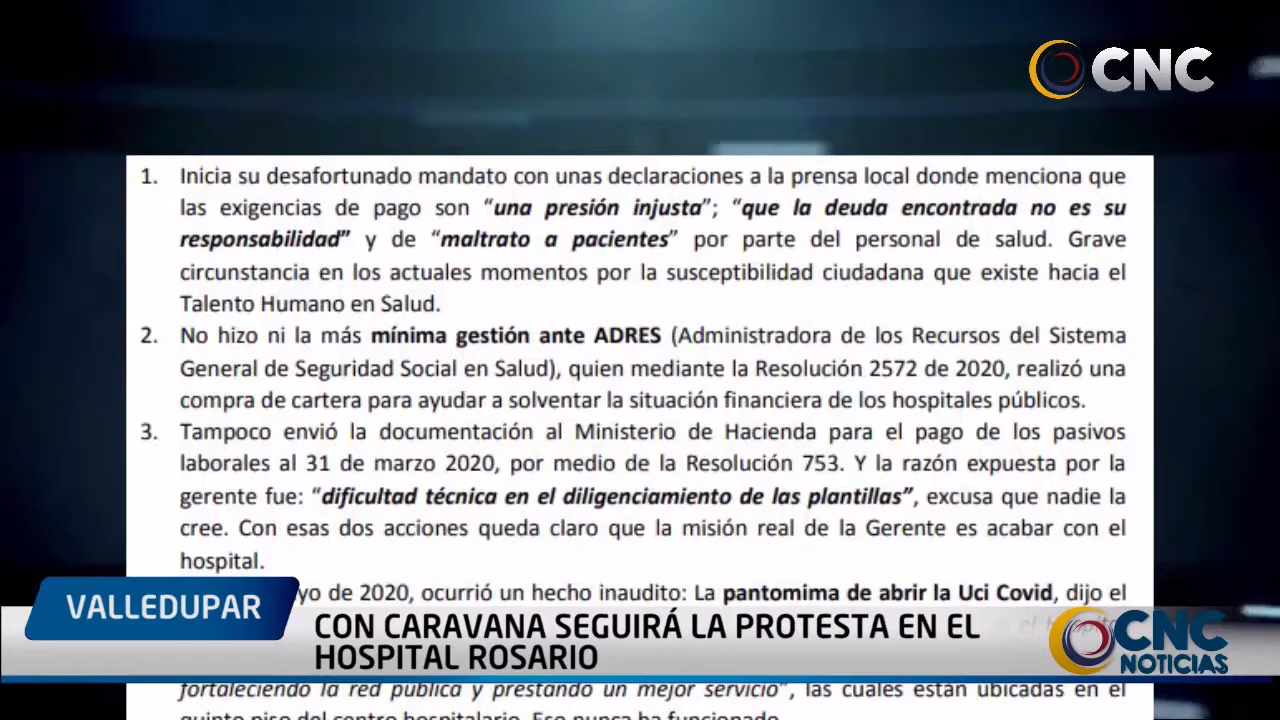 CNC
1. Inicia su desafortunado mandato con unas declaraciones a la prensa local donde menciona que
las exigencias de pago son “una presión injusta”; “que la deuda encontrada no es su
responsabilidad” y de “maltrato a pacientes” por parte del personal de salud. Grave
circunstancia en los actuales momentos por la susceptibilidad ciudadana que existe hacia el
Talento Humano en Salud.
2. No hizo ni la más mínima gestión ante ADRES (Administradora de los Recursos del Sistema
General de Seguridad Social en Salud), quien mediante la Resolución 2572 de 2020, realizó una
compra de cartera para ayudar a solventar la situación financiera de los hospitales públicos.
3. Tampoco envió la documentación al Ministerio de Hacienda para el pago de los pasivos
laborales al 31 de marzo 2020, por medio de la Resolución 753. Y la razón expuesta por la
gerente fue: “dificultad técnica en el diligenciamiento de las plantillas”, excusa que nadie la
cree. Con esas dos acciones queda claro que la misión real de la Gerente es acabar con el
hospital.
yo de 2020, ocurrió un hecho inaudito: La pantomima de abrir la Uci Covid, dijo el
VALLEDUPAR
CON CARAVANA SEGUIRÁ LA PROTESTA EN EL
HOSPITAL ROSARIO
CNC
NOTICIAS
fortaleciendo la red publica y prestando un mejor servicio”, las cuales están ubicadas en el
quinto piso del centro hospitalario. Eso nunca ha funcionado.